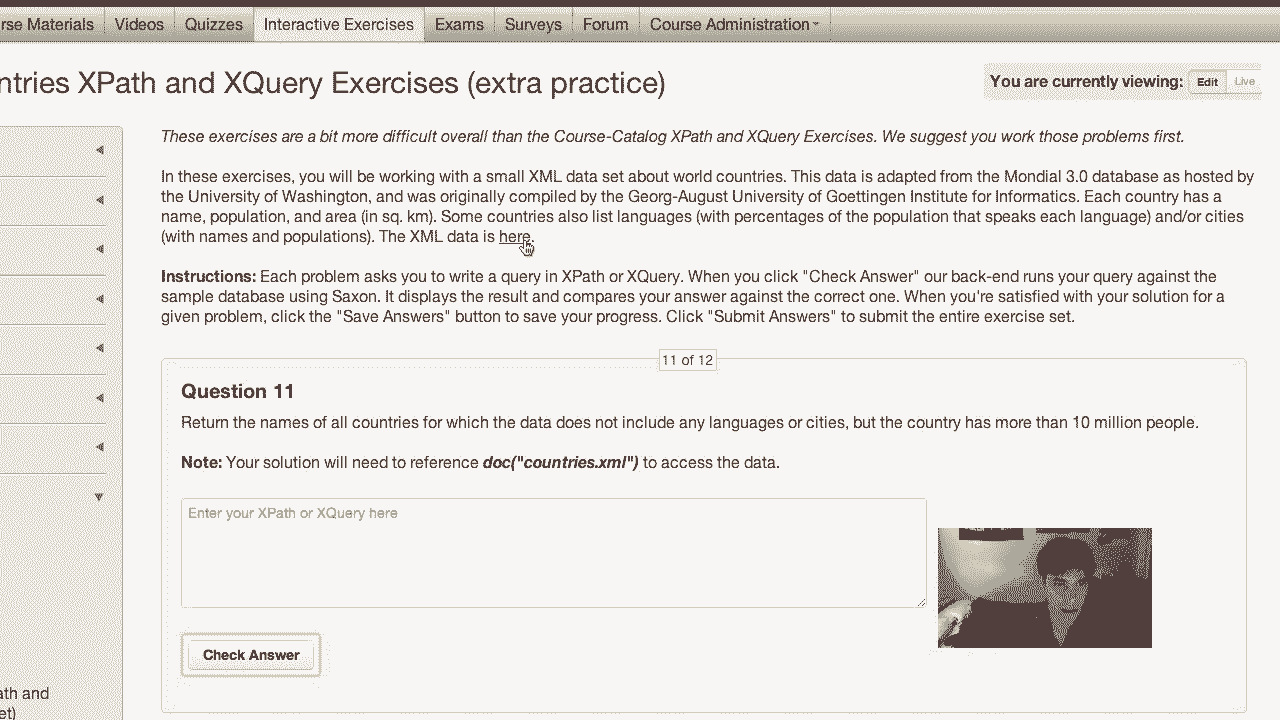 rse Materials Videos Quizzes Interactive Exercises Exams Surveys Forum Course Administration
ntries XPath and XQuery Exercises (extra practice)
You are currently viewing: Edit Live
These exercises are a bit more difficult overall than the Course-Catalog XPath and XQuery Exercises. We suggest you work those problems first.
In these exercises, you will be working with a small XML data set about world countries. This data is adapted from the Mondial 3.0 database as hosted by
the University of Washington, and was originally compiled by the Georg-August University of Goettingen Institute for Informatics. Each country has a
name, population, and area (in sq. km). Some countries also list languages (with percentages of the population that speaks each language) and/or cities
(with names and populations). The XML data is here.
Instructions: Each problem asks you to write a query in XPath or XQuery. When you click "Check Answer" our back-end runs your query against the
sample database using Saxon. It displays the result and compares your answer against the correct one. When you're satisfied with your solution for a
given problem, click the "Save Answers" button to save your progress. Click "Submit Answers" to submit the entire exercise set.
11 of 12
Question 11
Return the names of all countries for which the data does not include any languages or cities, but the country has more than 10 million people.
Note: Your solution will need to reference doc("countries.xml") to access the data.
Enter your XPath or XQuery here
Check Answer
ath and
et)